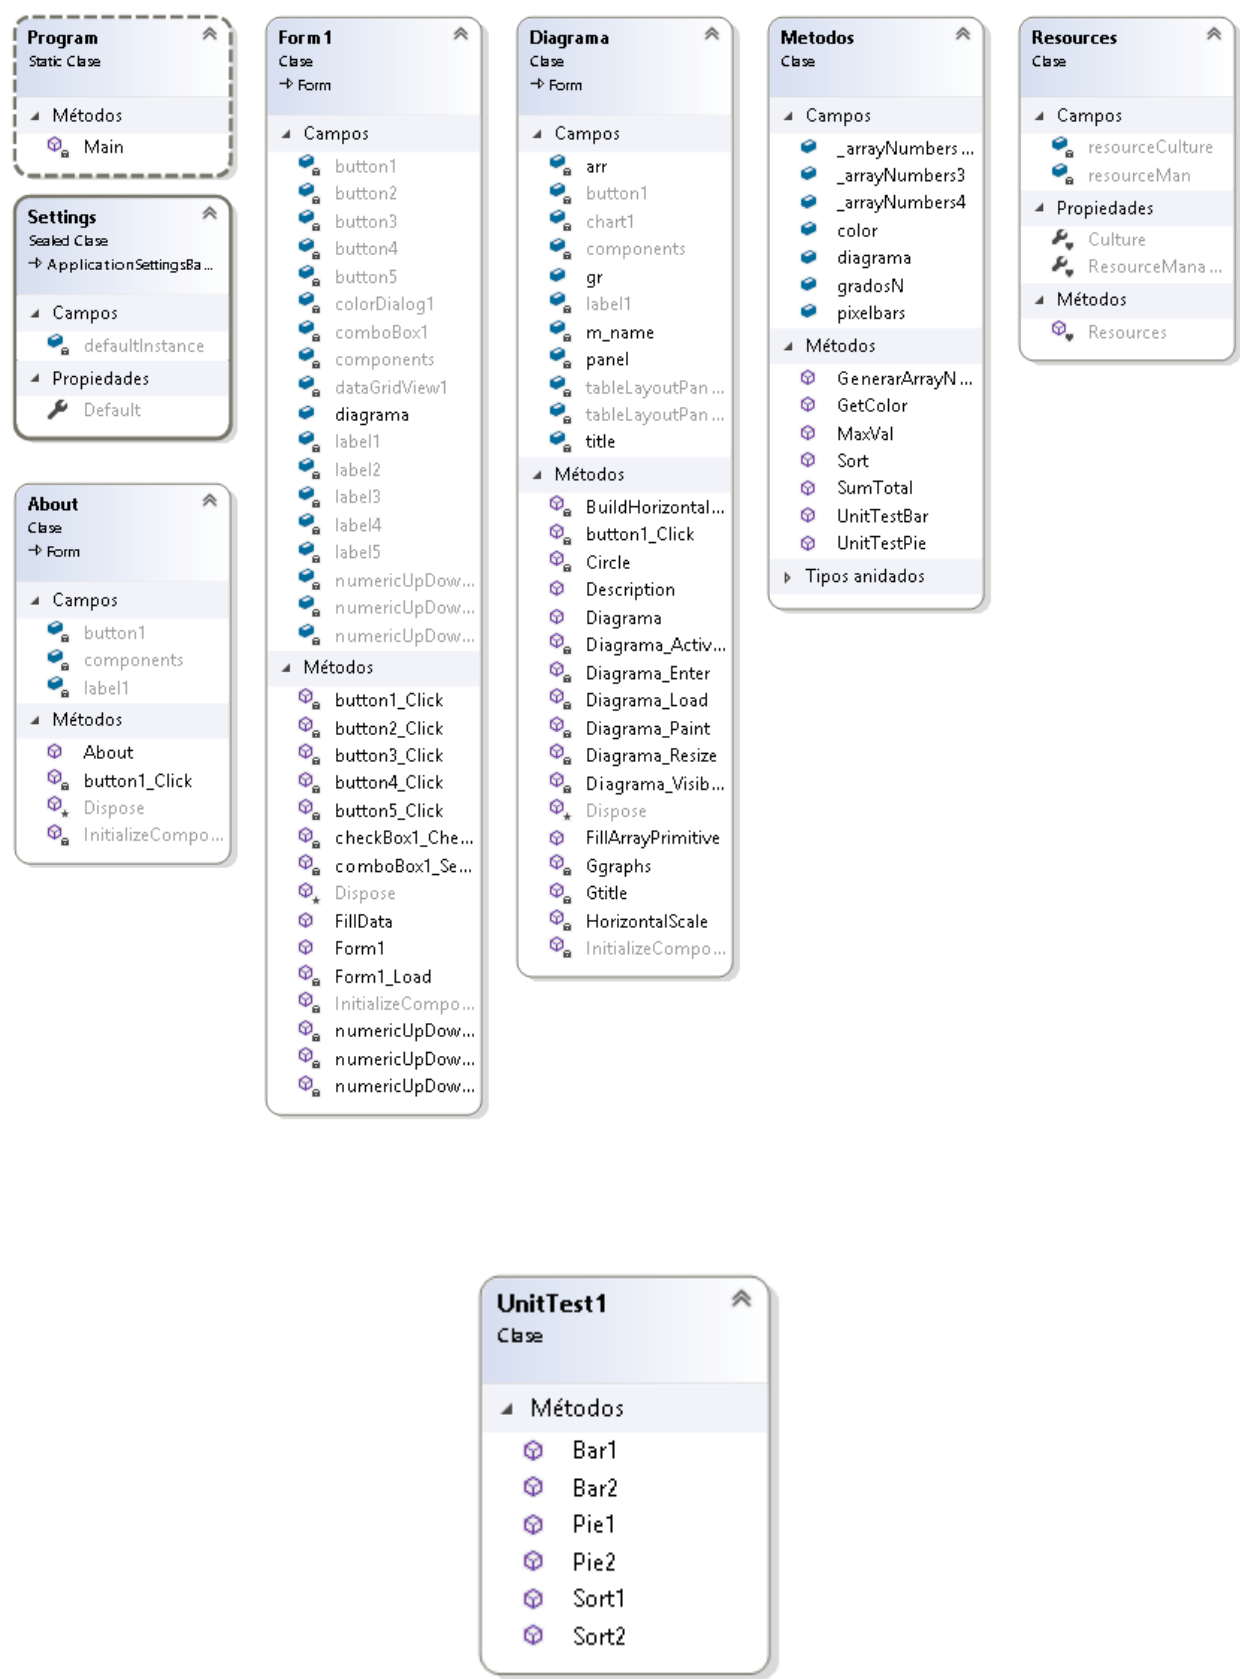 Program
Static Clase
Métodos
Main
Settings
Sealed Clase
ApplicationSettingsBa...
Campos
defaultInstance
Propiedades
Default
About
Clase
Form
Campos
button1
components
label1
Métodos
About
button1_Click
Dispose
InitializeCompo...
Form1
Clase
Form
Campos
button1
button2
button3
button4
button5
colorDialog1
comboBox1
components
dataGridView1
diagrama
label1
label2
label3
label4
label5
numericUpDow...
numericUpDow...
numericUpDow...
Métodos
button1_Click
button2_Click
button3_Click
button4_Click
button5_Click
checkBox1_Che...
comboBox1_Se...
Dispose
FillData
Form1
Form1_Load
InitializeCompo...
numericUpDow...
numericUpDow...
numericUpDow...
Diagrama
Clase
Form
Campos
arr
button1
chart1
components
gr
label1
m_name
panel
tableLayoutPan...
tableLayoutPan...
title
Métodos
BuildHorizontal...
button1_Click
Circle
Description
Diagrama
Diagrama_Activ...
Diagrama_Enter
Diagrama_Load
Diagrama_Paint
Diagrama_Resize
Diagrama_Visib...
Dispose
FillArrayPrimitive
Ggraphs
Gtitle
HorizontalScale
InitializeCompo...
Metodos
Clase
Campos
_arrayNumbers...
_arrayNumbers3
_arrayNumbers4
color
diagrama
gradosN
pixelbars
Métodos
GenerarArrayN...
GetColor
MaxVal
Sort
SumTotal
UnitTestBar
UnitTestPie
Tipos anidados
Resources
Clase
Campos
resourceCulture
resourceMan
Propiedades
Culture
ResourceMana...
Métodos
Resources
UnitTest1
Clase
Métodos
Bar1
Bar2
Pie1
Pie2
Sort1
Sort2